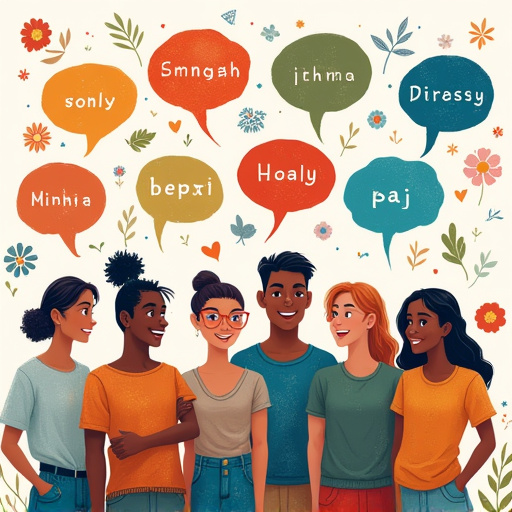 sonly
Smngah
jthma
Dirassy
Minhia
bepxi
Hoaly
paj